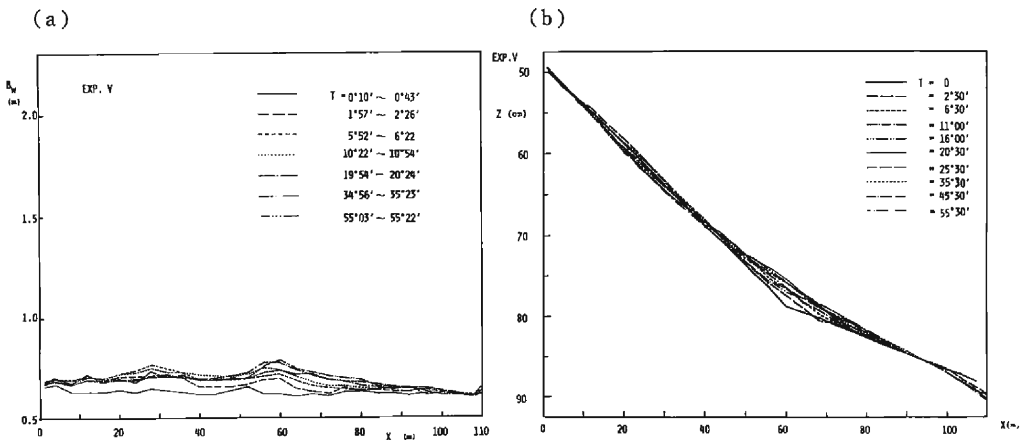 (a)
(b)
B_W
(m)
EXP. V
T = 0°10' ~ 0°43'
1°57' ~ 2°26'
5°52' ~ 6°22
10°22' ~ 10°54'
19°54' ~ 20°24'
34°56' ~ 35°23'
55°03' ~ 55°22'
2.0
1.5
1.0
0.5
0 20 40 60 80 100 110
X (m)
EXP.V
50
Z (cm)
60
70
80
90
T = 0
= 2°30'
= 6°30'
= 11°00'
= 16°00'
= 20°30'
= 25°30'
= 35°30'
= 45°30'
= 55°30'
0 20 40 60 80 100
X(m,